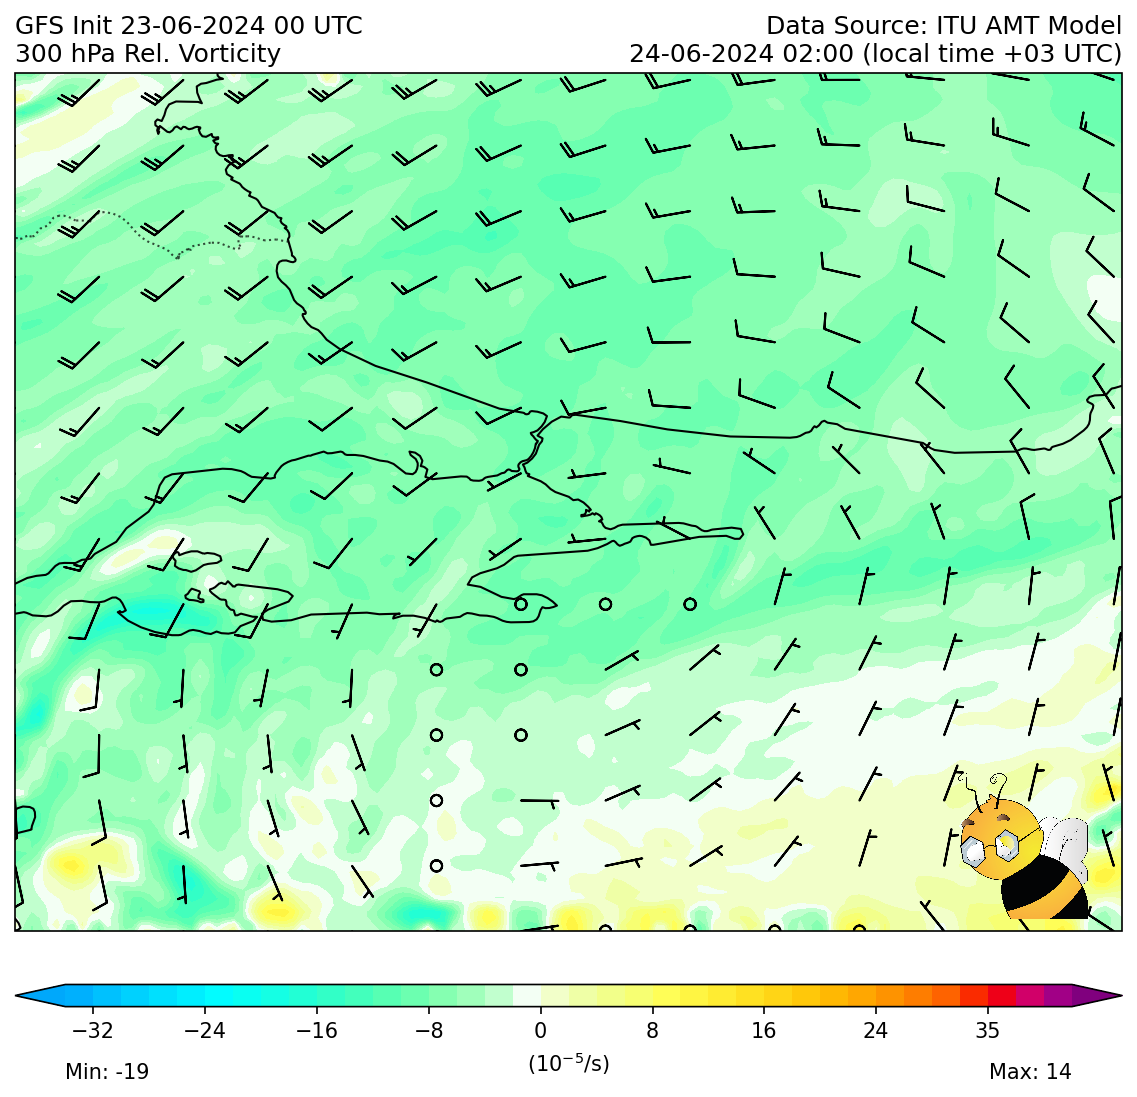 GFS Init 23-06-2024 00 UTC
Data Source: ITU AMT Model
300 hPa Rel. Vorticity
24-06-2024 02:00 (local time +03 UTC)
−32 −24 −16 −8 0 8 16 24 35
(10⁻⁵/s)
Min: -19
Max: 14